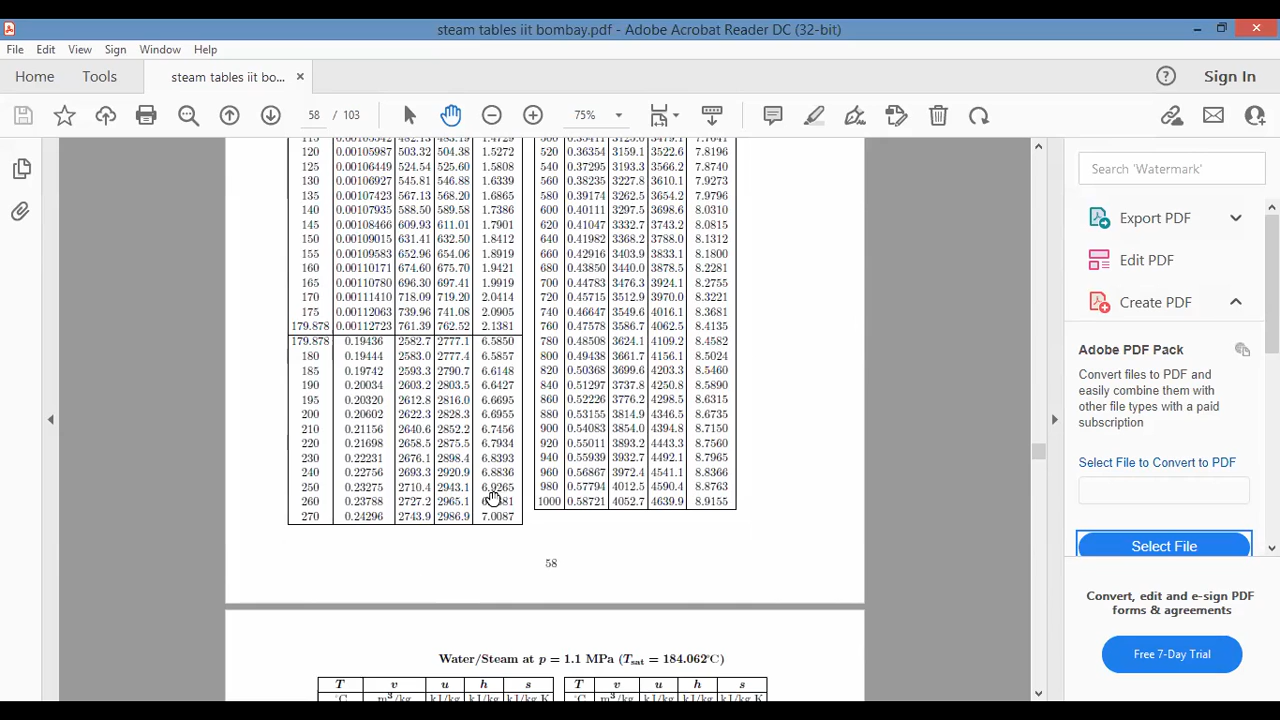 steam tables iit bombay.pdf - Adobe Acrobat Reader DC (32-bit)
File Edit View Sign Window Help
Home Tools steam tables iit bo... × Sign In
58 / 103 75%
120 0.00105987 503.32 504.38 1.5272 520 0.36354 3159.1 3522.6 7.8196
125 0.00106449 524.54 525.60 1.5808 540 0.37295 3193.3 3566.2 7.8740
130 0.00106927 545.81 546.88 1.6339 560 0.38235 3227.8 3610.1 7.9273
135 0.00107423 567.13 568.20 1.6865 580 0.39174 3262.5 3654.2 7.9796
140 0.00107935 588.50 589.58 1.7386 600 0.40111 3297.5 3698.6 8.0310
145 0.00108466 609.93 611.01 1.7901 620 0.41047 3332.7 3743.2 8.0815
150 0.00109015 631.41 632.50 1.8412 640 0.41982 3368.2 3788.0 8.1312
155 0.00109583 652.96 654.06 1.8919 660 0.42916 3403.9 3833.1 8.1800
160 0.00110171 674.60 675.70 1.9421 680 0.43850 3440.0 3878.5 8.2281
165 0.00110780 696.30 697.41 1.9919 700 0.44783 3476.3 3924.1 8.2755
170 0.00111410 718.09 719.20 2.0414 720 0.45715 3512.9 3970.0 8.3221
175 0.00112063 739.96 741.08 2.0905 740 0.46647 3549.6 4016.1 8.3681
179.878 0.00112723 761.39 762.52 2.1381 760 0.47578 3586.7 4062.5 8.4135
179.878 0.19436 2582.7 2777.1 6.5850 780 0.48508 3624.1 4109.2 8.4582
180 0.19444 2583.0 2777.4 6.5857 800 0.49438 3661.7 4156.1 8.5024
185 0.19742 2593.3 2790.7 6.6148 820 0.50368 3699.6 4203.3 8.5460
190 0.20034 2603.2 2803.5 6.6427 840 0.51297 3737.8 4250.8 8.5890
195 0.20320 2612.8 2816.0 6.6695 860 0.52226 3776.2 4298.5 8.6315
200 0.20602 2622.3 2828.3 6.6955 880 0.53155 3814.9 4346.5 8.6735
210 0.21156 2640.6 2852.2 6.7456 900 0.54083 3854.0 4394.8 8.7150
220 0.21698 2658.5 2875.5 6.7934 920 0.55011 3893.2 4443.3 8.7560
230 0.22231 2676.1 2898.4 6.8393 940 0.55939 3932.7 4492.1 8.7965
240 0.22756 2693.3 2920.9 6.8836 960 0.56867 3972.4 4541.1 8.8366
250 0.23275 2710.4 2943.1 6.9265 980 0.57794 4012.5 4590.4 8.8763
260 0.23788 2727.2 2965.1 1000 0.58721 4052.7 4639.9 8.9155
270 0.24296 2743.9 2986.9 7.0087
58
Water/Steam at p = 1.1 MPa (Tsat = 184.062°C)
T v u h s T v u h s
°C m³/kg kJ/kg kJ/kg kJ/kg K °C m³/kg kJ/kg kJ/kg kJ/kg K
Search 'Watermark'
Export PDF
Edit PDF
Create PDF
Adobe PDF Pack
Convert files to PDF and
easily combine them with
other file types with a paid
subscription
Select File to Convert to PDF
Select File
Convert, edit and e-sign PDF
forms & agreements
Free 7-Day Trial